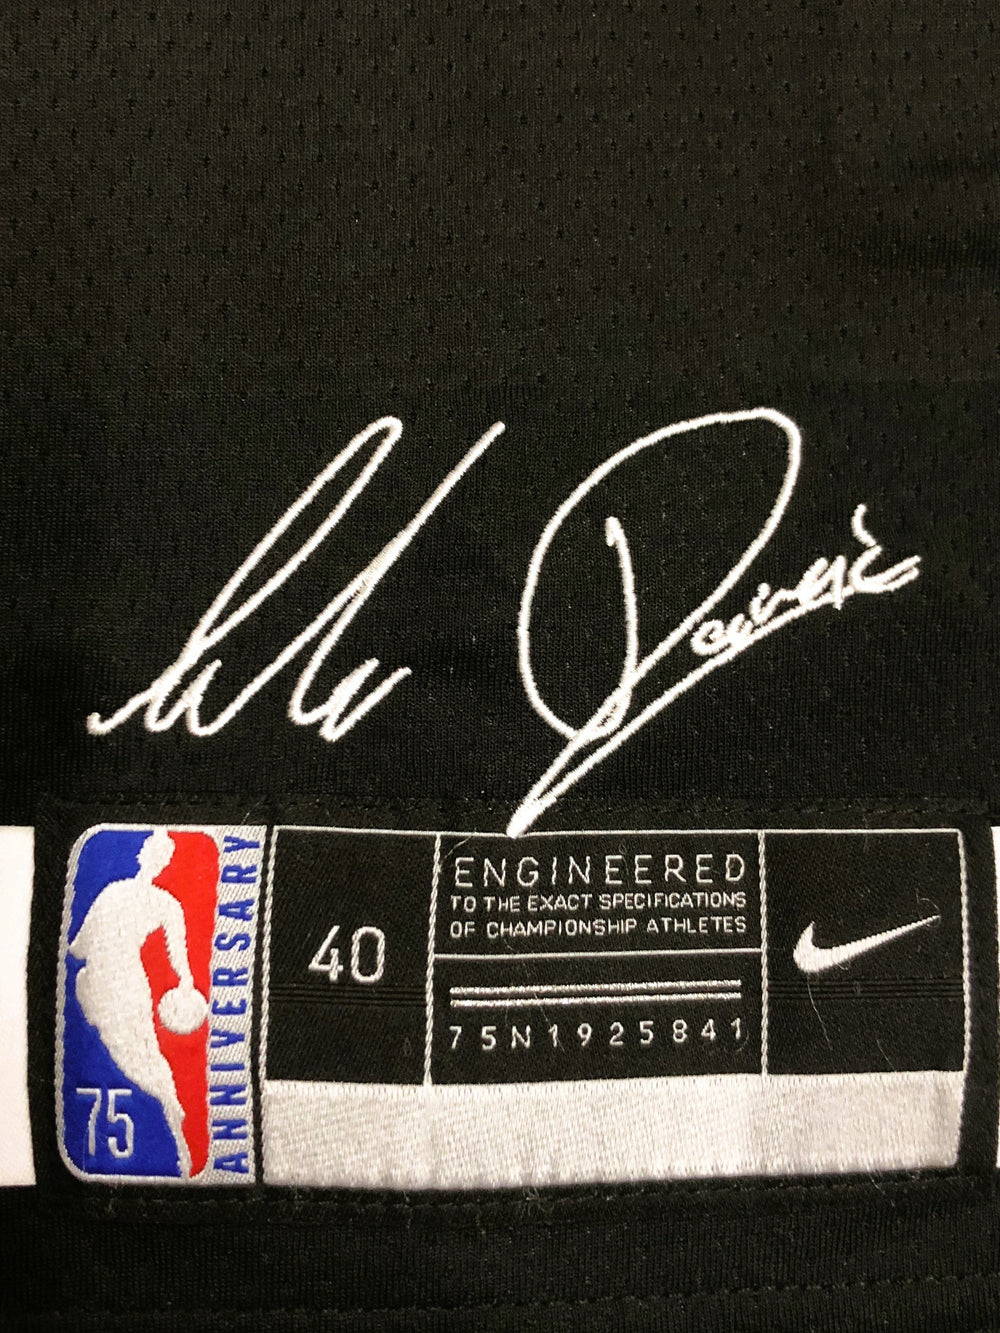 ENGINEERED
TO THE EXACT SPECIFICATIONS
OF CHAMPIONSHIP ATHLETES
40
75N1925841
75
ANNIVERSARY